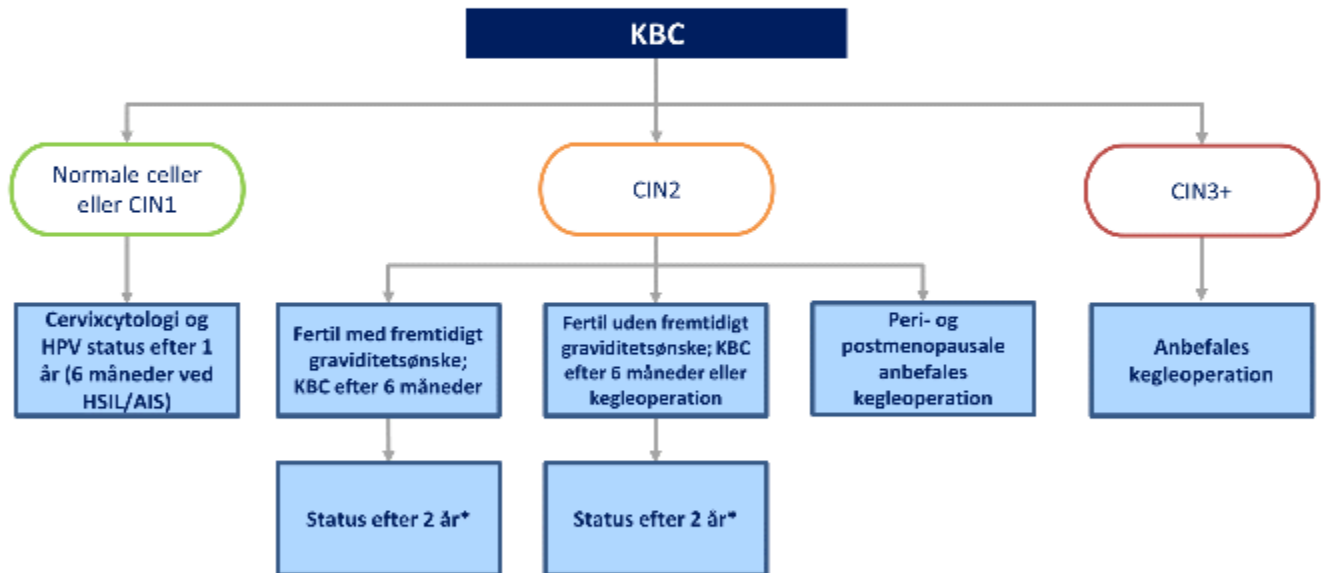 KBC
Normale celler
eller CIN1
CIN2
CIN3+
Cervixcytologi og
HPV status efter 1
år (6 måneder ved
HSIL/AIS)
Fertil med fremtidigt
graviditetsønske;
KBC efter 6 måneder
Fertil uden fremtidigt
graviditetsønske; KBC
efter 6 måneder eller
kegleoperation
Peri- og
postmenopausale
anbefales
kegleoperation
Anbefales
kegleoperation
Status efter 2 år*
Status efter 2 år*